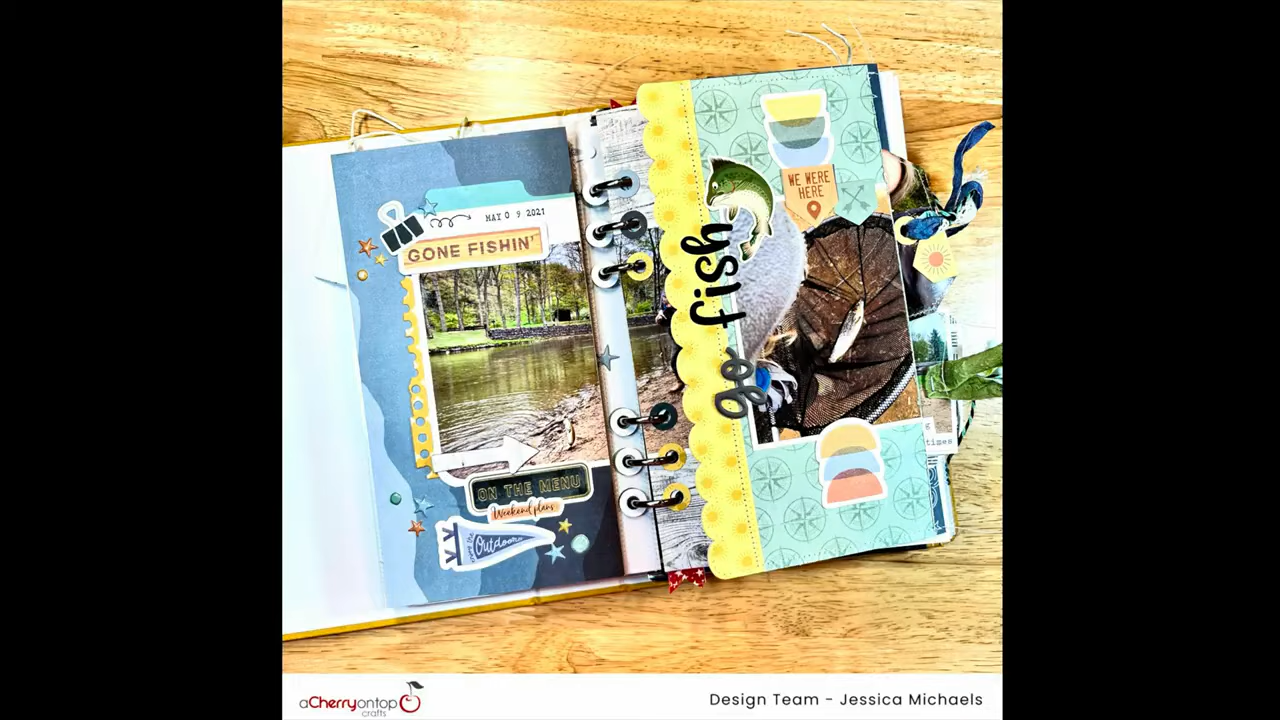 MAY 0 9 2021
GONE FISHIN'
ON THE MENU
Weekend plans
Outdoors
go fish
WE WERE
HERE
times
aCherryontop
crafts
Design Team - Jessica Michaels